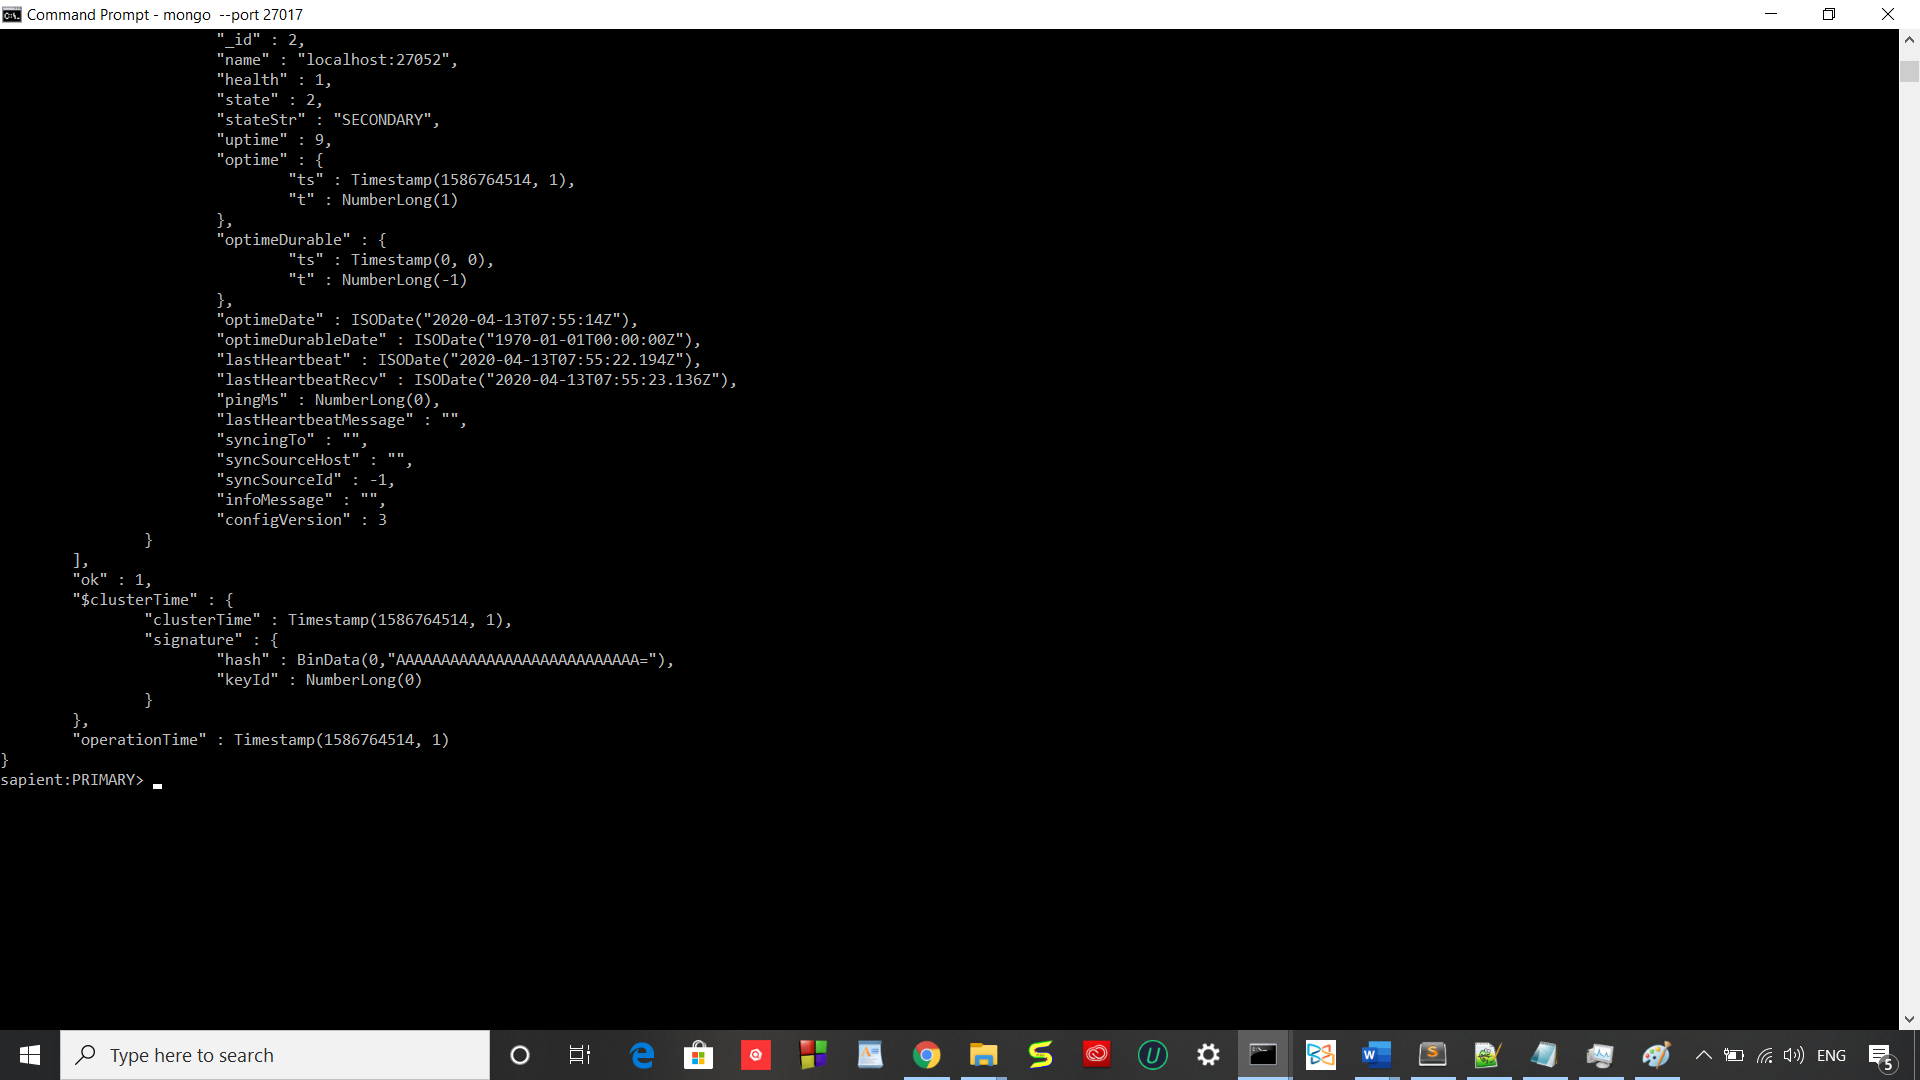 Command Prompt - mongo  --port 27017
"_id" : 2,
"name" : "localhost:27052",
"health" : 1,
"state" : 2,
"stateStr" : "SECONDARY",
"uptime" : 9,
"optime" : {
"ts" : Timestamp(1586764514, 1),
"t" : NumberLong(1)
},
"optimeDurable" : {
"ts" : Timestamp(0, 0),
"t" : NumberLong(-1)
},
"optimeDate" : ISODate("2020-04-13T07:55:14Z"),
"optimeDurableDate" : ISODate("1970-01-01T00:00:00Z"),
"lastHeartbeat" : ISODate("2020-04-13T07:55:22.194Z"),
"lastHeartbeatRecv" : ISODate("2020-04-13T07:55:23.136Z"),
"pingMs" : NumberLong(0),
"lastHeartbeatMessage" : "",
"syncingTo" : "",
"syncSourceHost" : "",
"syncSourceId" : -1,
"infoMessage" : "",
"configVersion" : 3
}
],
"ok" : 1,
"$clusterTime" : {
"clusterTime" : Timestamp(1586764514, 1),
"signature" : {
"hash" : BinData(0,"AAAAAAAAAAAAAAAAAAAAAAAAAAA="),
"keyId" : NumberLong(0)
}
},
"operationTime" : Timestamp(1586764514, 1)
}
sapient:PRIMARY>
Type here to search
ENG
5